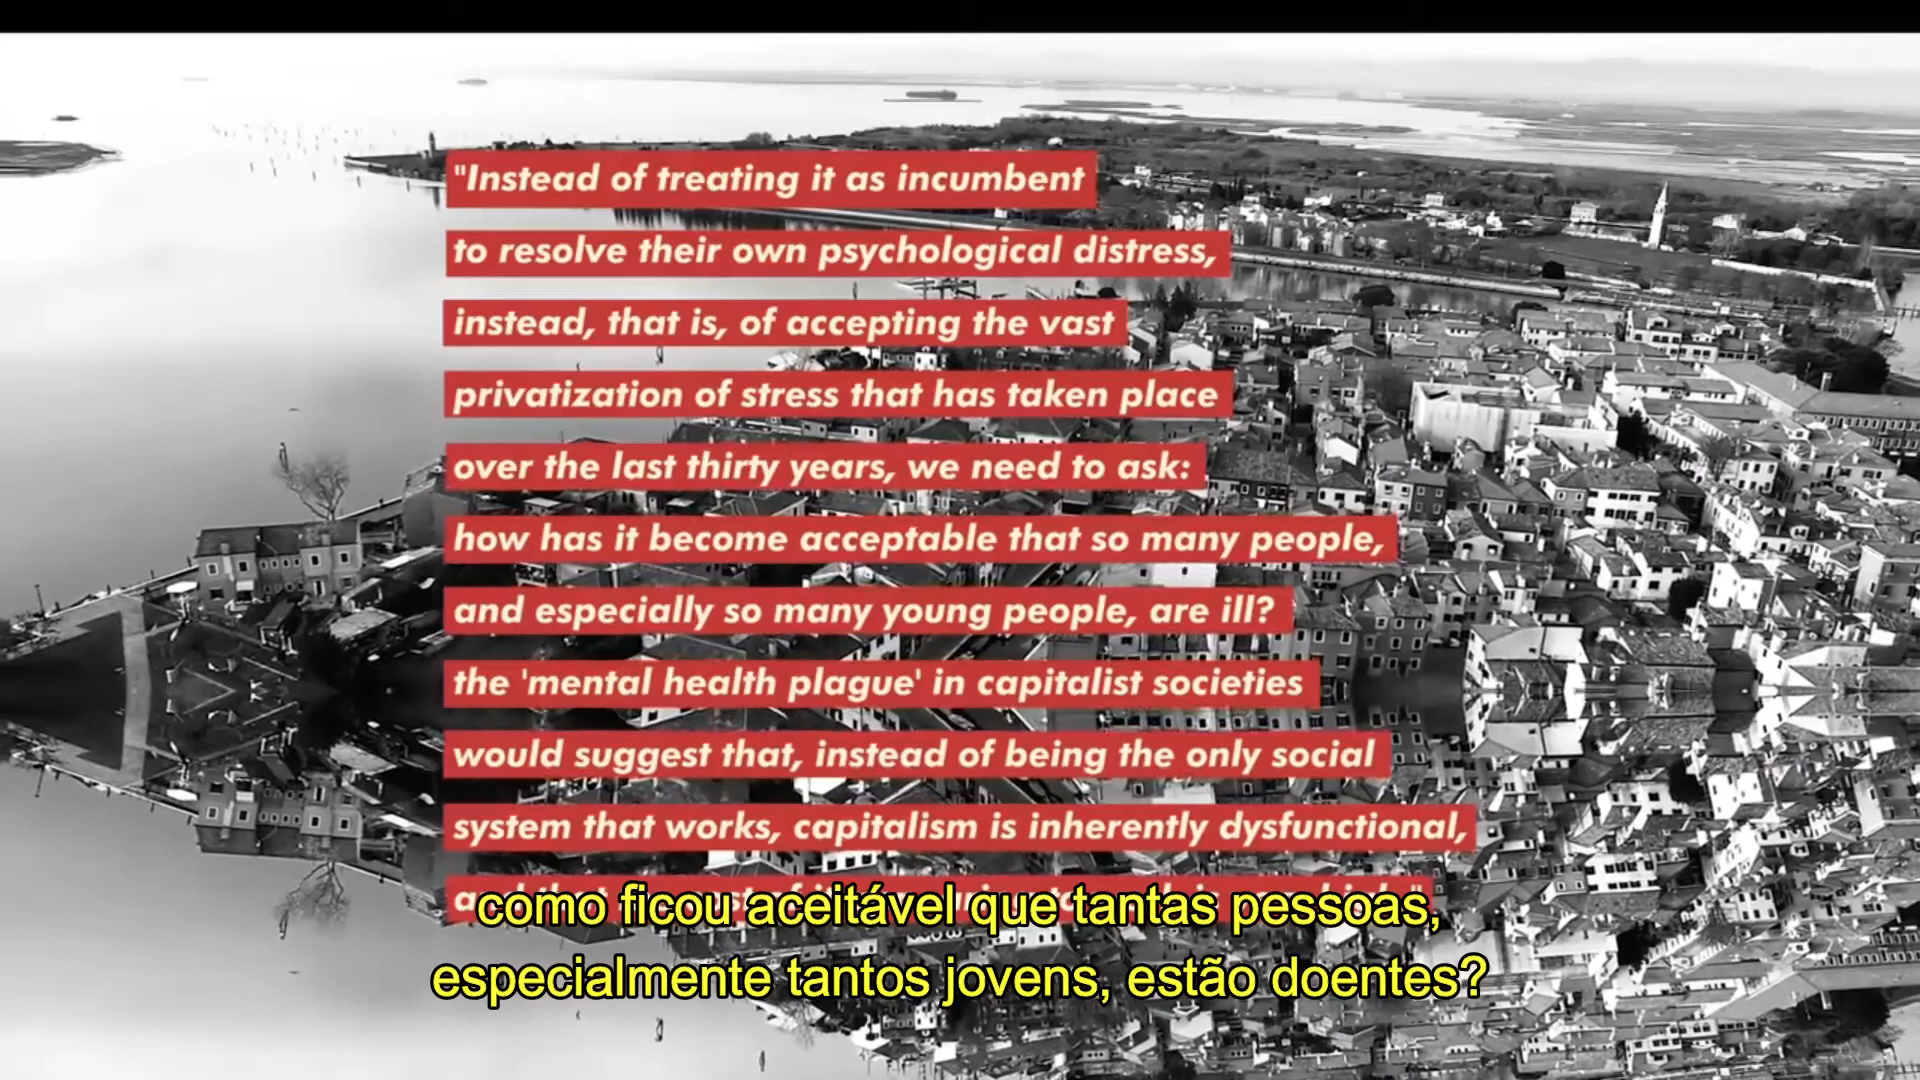 "Instead of treating it as incumbent
to resolve their own psychological distress,
instead, that is, of accepting the vast
privatization of stress that has taken place
over the last thirty years, we need to ask:
how has it become acceptable that so many people,
and especially so many young people, are ill?
the 'mental health plague' in capitalist societies
would suggest that, instead of being the only social
system that works, capitalism is inherently dysfunctional,
como ficou aceitável que tantas pessoas,
especialmente tantos jovens, estão doentes?